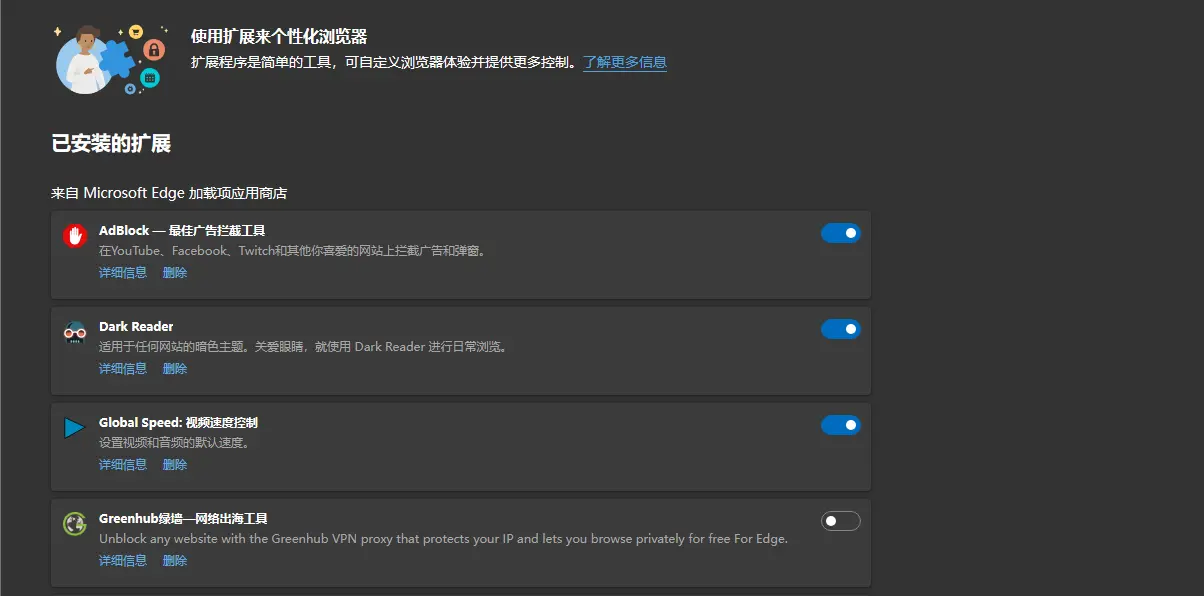 使用扩展来个性化浏览器
扩展程序是简单的工具，可自定义浏览器体验并提供更多控制。了解更多信息
已安装的扩展
来自 Microsoft Edge 加载项应用商店
AdBlock — 最佳广告拦截工具
在YouTube、Facebook、Twitch和其他你喜爱的网站上拦截广告和弹窗。
详细信息 删除
Dark Reader
适用于任何网站的暗色主题。关爱眼睛，就使用 Dark Reader 进行日常浏览。
详细信息 删除
Global Speed: 视频速度控制
设置视频和音频的默认速度。
详细信息 删除
Greenhub绿墙—网络出海工具
Unblock any website with the Greenhub VPN proxy that protects your IP and lets you browse privately for free For Edge.
详细信息 删除